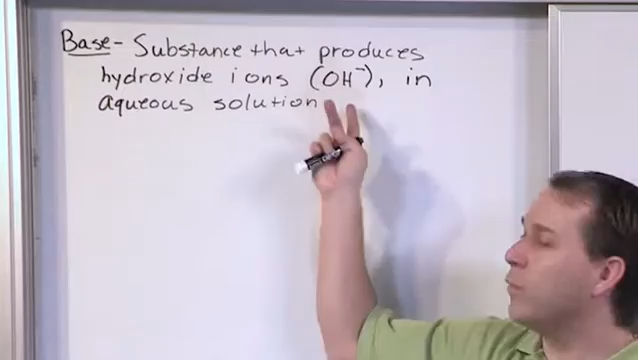 Base- Substance that produces
hydroxide ions (OH⁻), in
aqueous solution